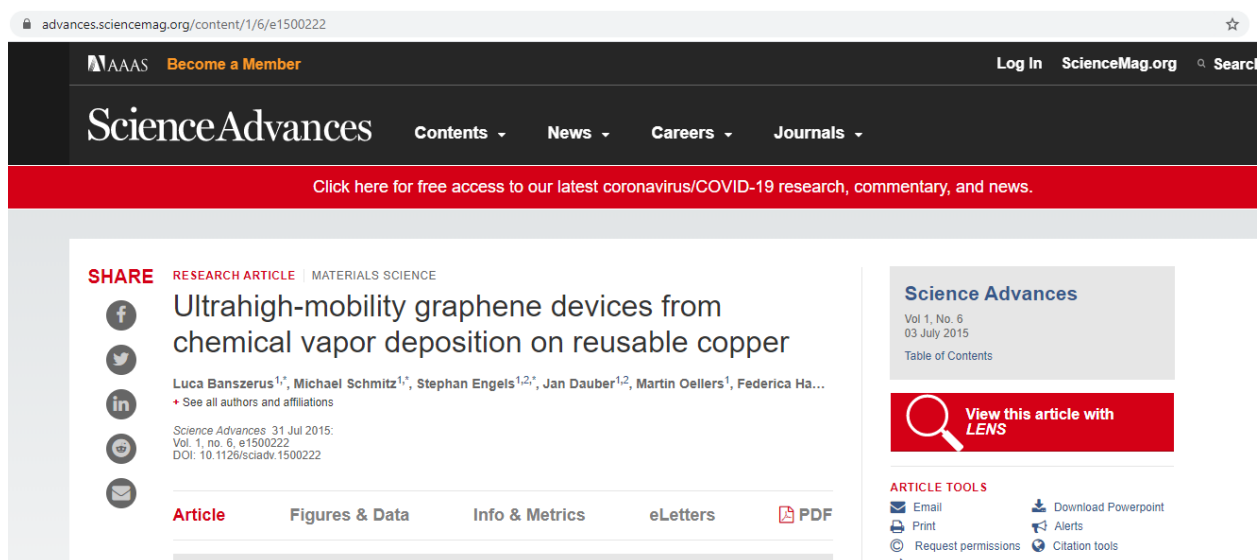 advances.sciencemag.org/content/1/6/e1500222
AAAS Become a Member Log In ScienceMag.org Search
Science Advances Contents News Careers Journals
Click here for free access to our latest coronavirus/COVID-19 research, commentary, and news.
SHARE
RESEARCH ARTICLE | MATERIALS SCIENCE
Ultrahigh-mobility graphene devices from
chemical vapor deposition on reusable copper
Luca Banszerus1,*, Michael Schmitz1,*, Stephan Engels1,2,*, Jan Dauber1,2, Martin Oellers1, Federica Ha...
+ See all authors and affiliations
Science Advances 31 Jul 2015:
Vol. 1, no. 6, e1500222
DOI: 10.1126/sciadv.1500222
Article Figures & Data Info & Metrics eLetters PDF
Science Advances
Vol 1, No. 6
03 July 2015
Table of Contents
View this article with
LENS
ARTICLE TOOLS
Email Download Powerpoint
Print Alerts
Request permissions Citation tools